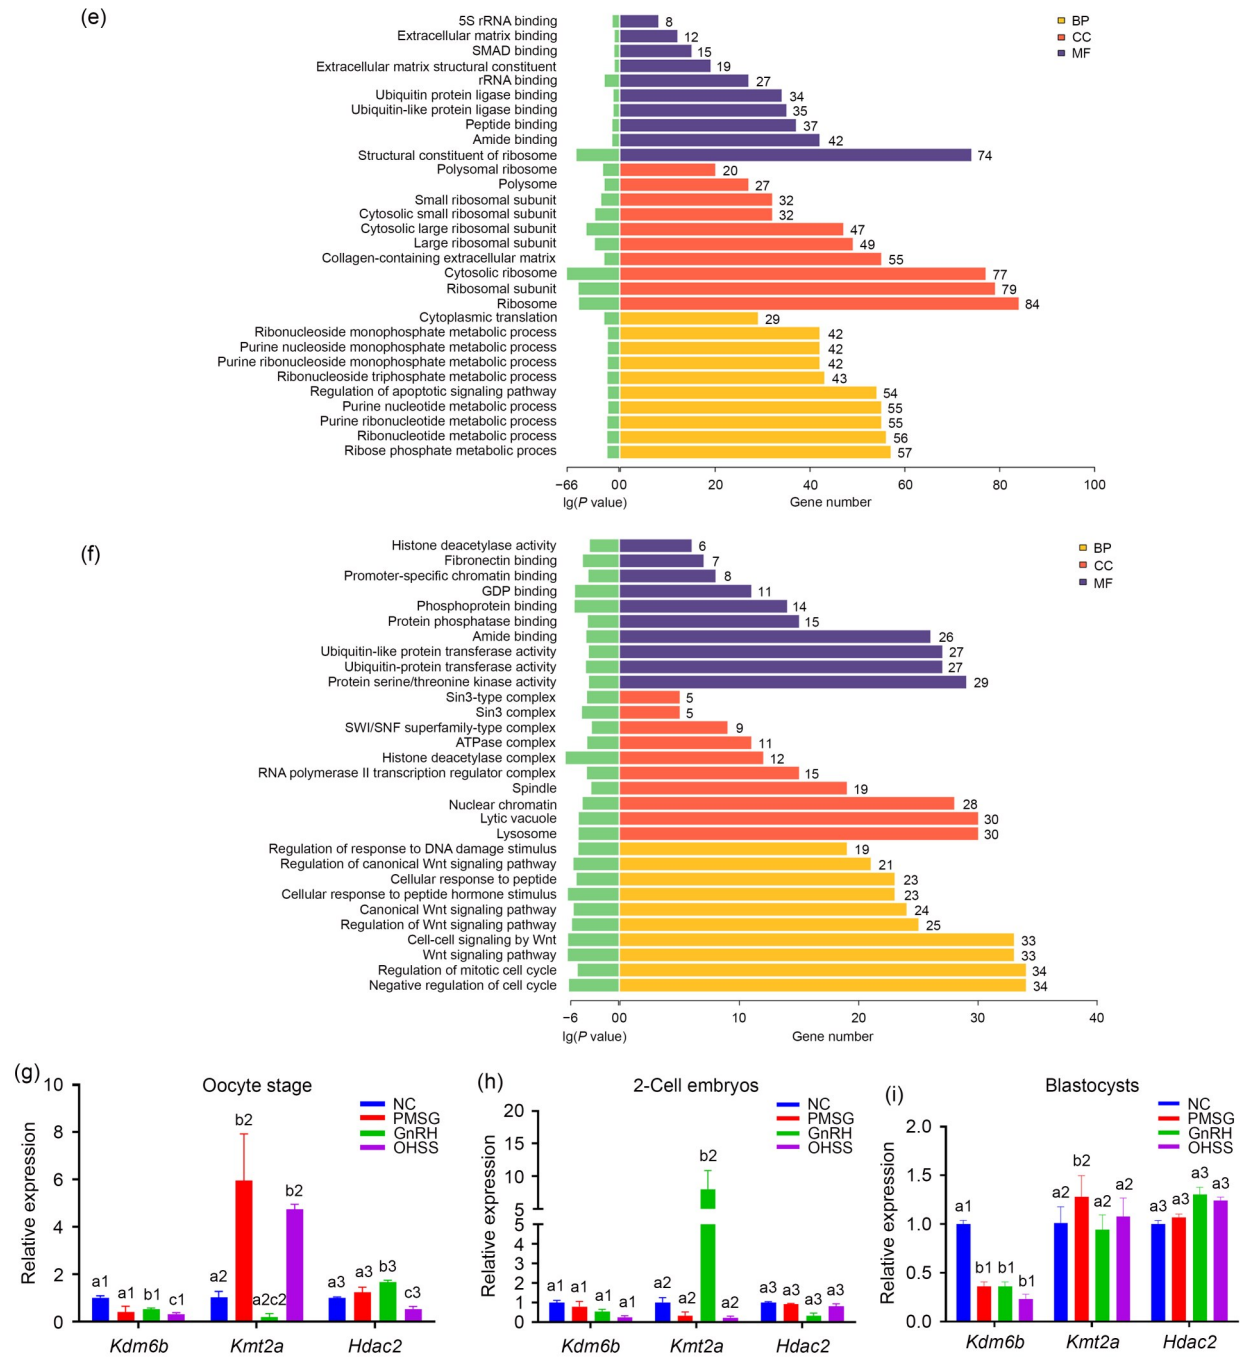 (e)
BP
CC
MF
5S rRNA binding 8
Extracellular matrix binding 12
SMAD binding 15
Extracellular matrix structural constituent 19
rRNA binding 27
Ubiquitin protein ligase binding 34
Ubiquitin-like protein ligase binding 35
Peptide binding 37
Amide binding 42
Structural constituent of ribosome 74
Polysomal ribosome 20
Polysome 27
Small ribosomal subunit 32
Cytosolic small ribosomal subunit 32
Cytosolic large ribosomal subunit 47
Large ribosomal subunit 49
Collagen-containing extracellular matrix 55
Cytosolic ribosome 77
Ribosomal subunit 79
Ribosome 84
Cytoplasmic translation 29
Ribonucleoside monophosphate metabolic process 42
Purine nucleoside monophosphate metabolic process 42
Purine ribonucleoside monophosphate metabolic process 42
Ribonucleoside triphosphate metabolic process 43
Regulation of apoptotic signaling pathway 54
Purine nucleotide metabolic process 55
Purine ribonucleotide metabolic process 55
Ribonucleotide metabolic process 56
Ribose phosphate metabolic proces 57
−66 00 20 40 60 80 100
lg(P value) Gene number
(f)
BP
CC
MF
Histone deacetylase activity 6
Fibronectin binding 7
Promoter-specific chromatin binding 8
GDP binding 11
Phosphoprotein binding 14
Protein phosphatase binding 15
Amide binding 26
Ubiquitin-like protein transferase activity 27
Ubiquitin-protein transferase activity 27
Protein serine/threonine kinase activity 29
Sin3-type complex 5
Sin3 complex 5
SWI/SNF superfamily-type complex 9
ATPase complex 11
Histone deacetylase complex 12
RNA polymerase II transcription regulator complex 15
Spindle 19
Nuclear chromatin 28
Lytic vacuole 30
Lysosome 30
Regulation of response to DNA damage stimulus 19
Regulation of canonical Wnt signaling pathway 21
Cellular response to peptide 23
Cellular response to peptide hormone stimulus 23
Canonical Wnt signaling pathway 24
Regulation of Wnt signaling pathway 25
Cell-cell signaling by Wnt 33
Wnt signaling pathway 33
Regulation of mitotic cell cycle 34
Negative regulation of cell cycle 34
−6 00 10 20 30 40
lg(P value) Gene number
(g)
Oocyte stage
NC
PMSG
GnRH
OHSS
Relative expression
10
8
6
4
2
0
a1 a1 b1 c1
a2 b2 a2c2 b2
a3 a3 b3 c3
Kdm6b Kmt2a Hdac2
(h)
2-Cell embryos
NC
PMSG
GnRH
OHSS
Relative expression
20
15
10
5
5
4
3
2
1
0
a1 a1 a1 a1
a2 a2 b2 a2
a3 a3 a3 a3
Kdm6b Kmt2a Hdac2
(i)
Blastocysts
NC
PMSG
GnRH
OHSS
Relative expression
2.0
1.5
1.0
0.5
0.0
a1 b1 b1 b1
a2 b2 a2 a2
a3 a3 a3 a3
Kdm6b Kmt2a Hdac2